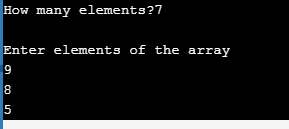 How many elements?7
Enter elements of the array
9
8
5